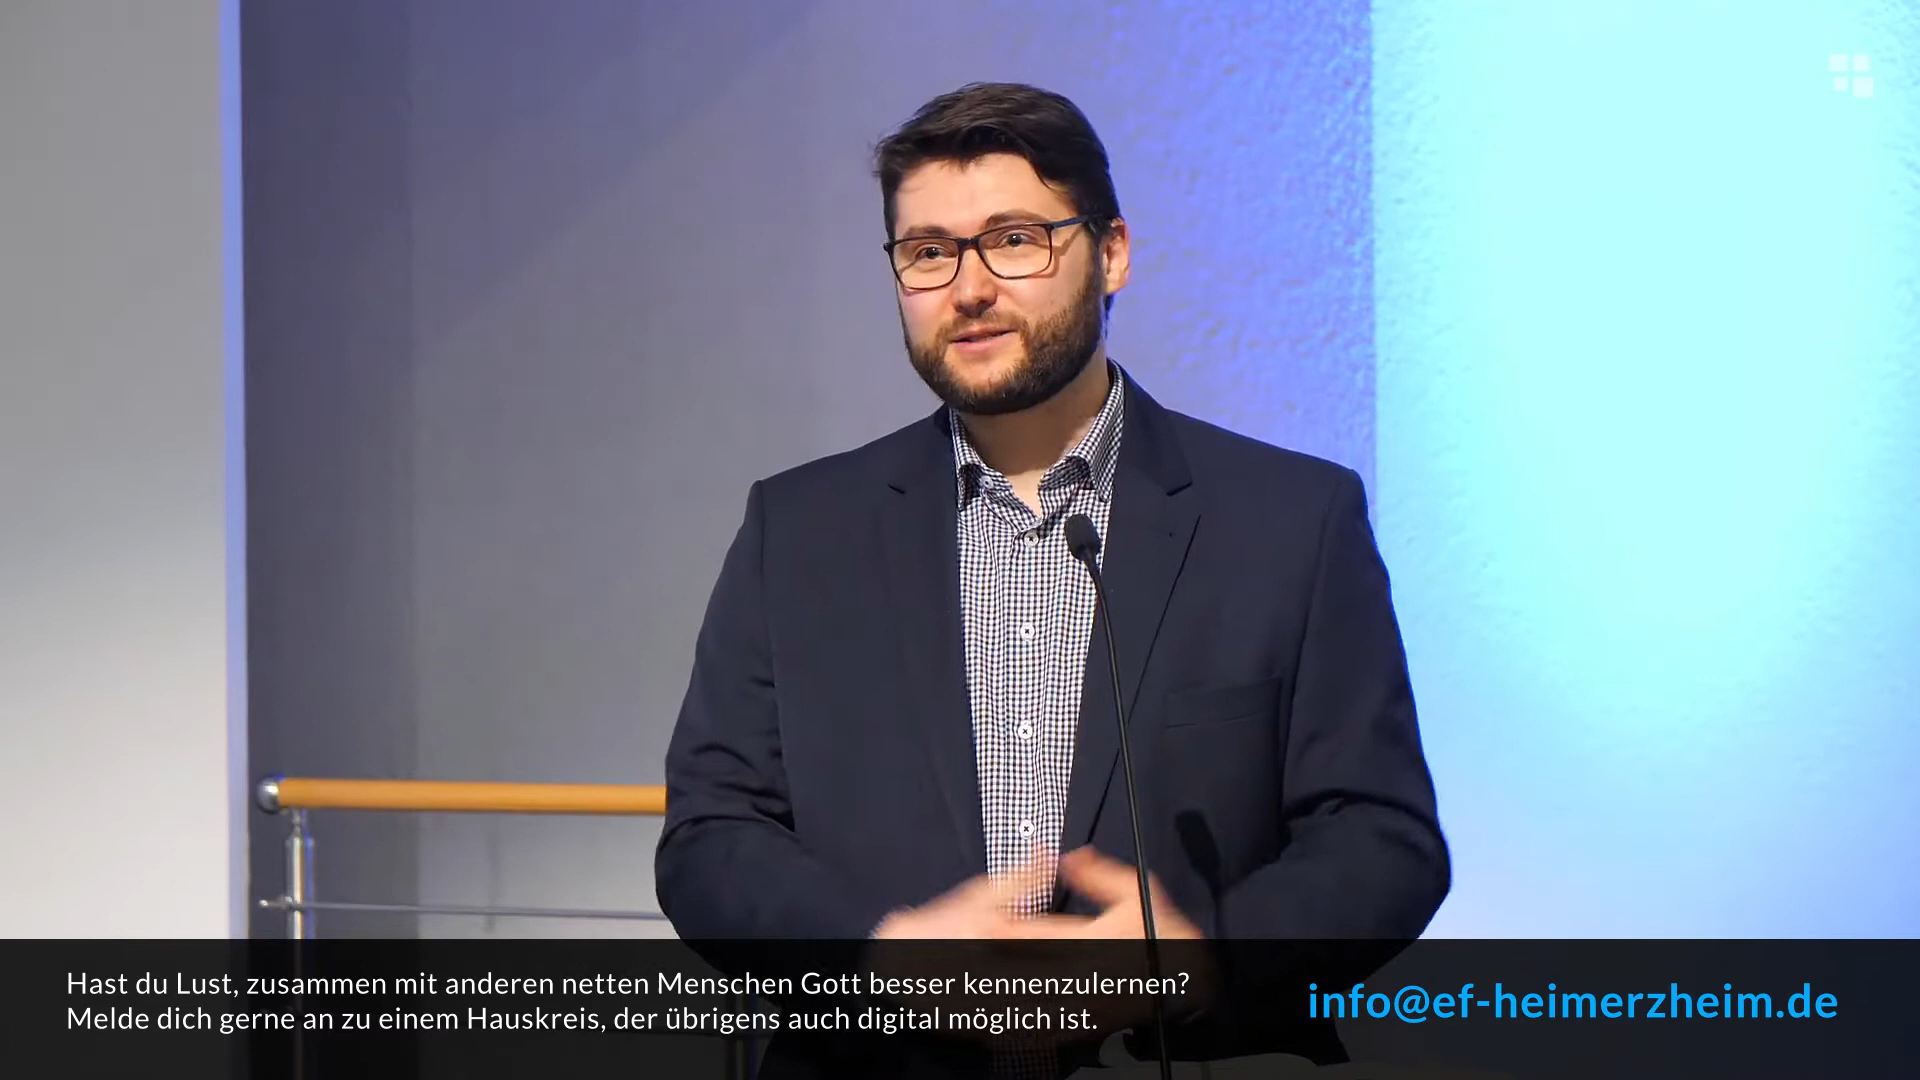 Hast du Lust, zusammen mit anderen netten Menschen Gott besser kennenzulernen?
Melde dich gerne an zu einem Hauskreis, der übrigens auch digital möglich ist.
info@ef-heimerzheim.de